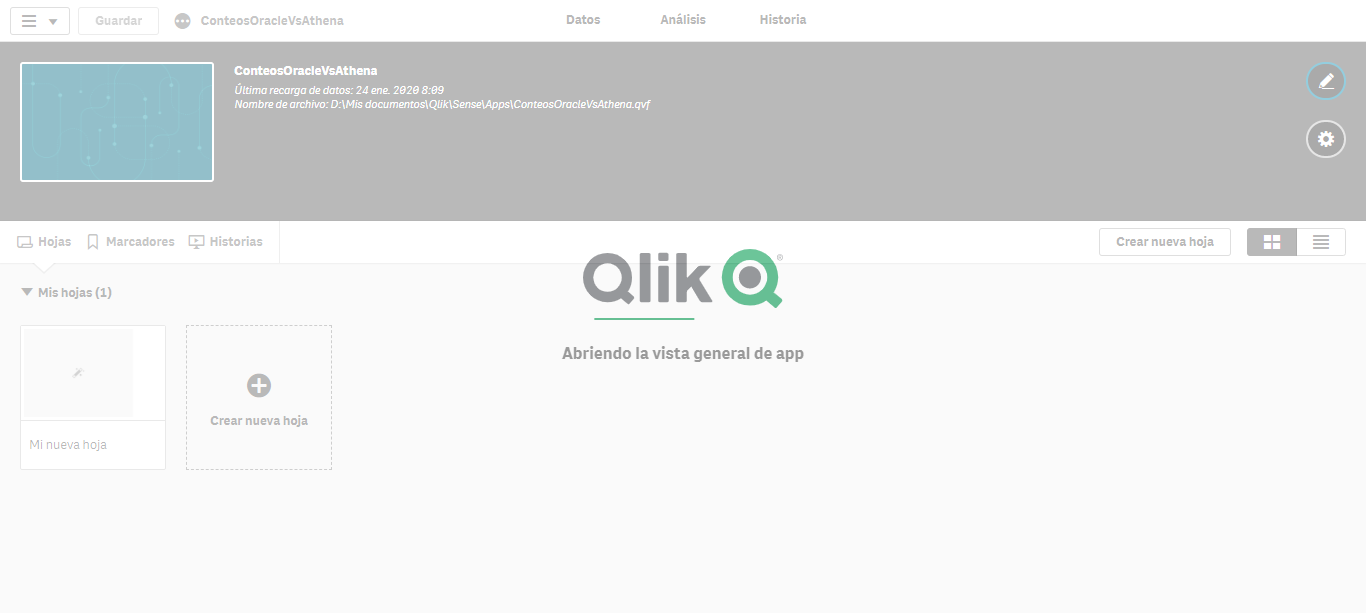 Guardar
ConteosOracleVsAthena
Datos
Análisis
Historia
ConteosOracleVsAthena
Última recarga de datos: 24 ene. 2020 8:09
Nombre de archivo: D:\Mis documentos\Qlik\Sense\Apps\ConteosOracleVsAthena.qvf
Hojas
Marcadores
Historias
Crear nueva hoja
Qlik Q®
Mis hojas (1)
Abriendo la vista general de app
Crear nueva hoja
Mi nueva hoja